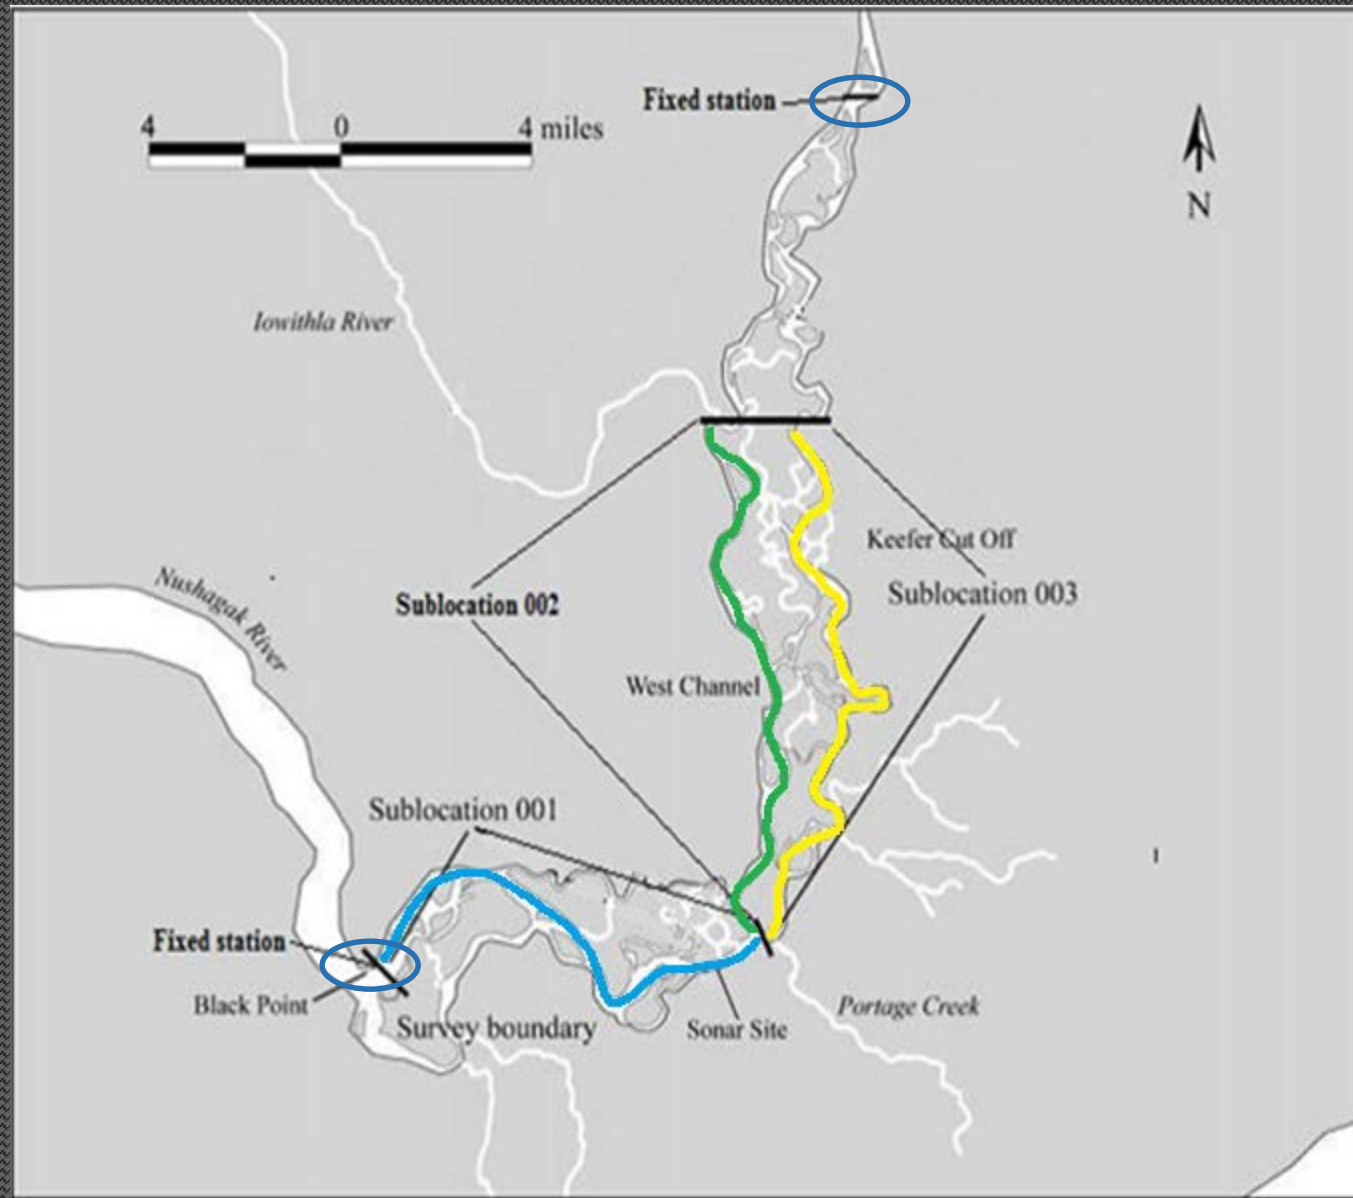 Fixed station
4 0 4 miles
N
Iowithla River
Keefer Cut Off
Nushagak River
Sublocation 002
Sublocation 003
West Channel
Sublocation 001
Fixed station
Black Point
Survey boundary
Sonar Site
Portage Creek